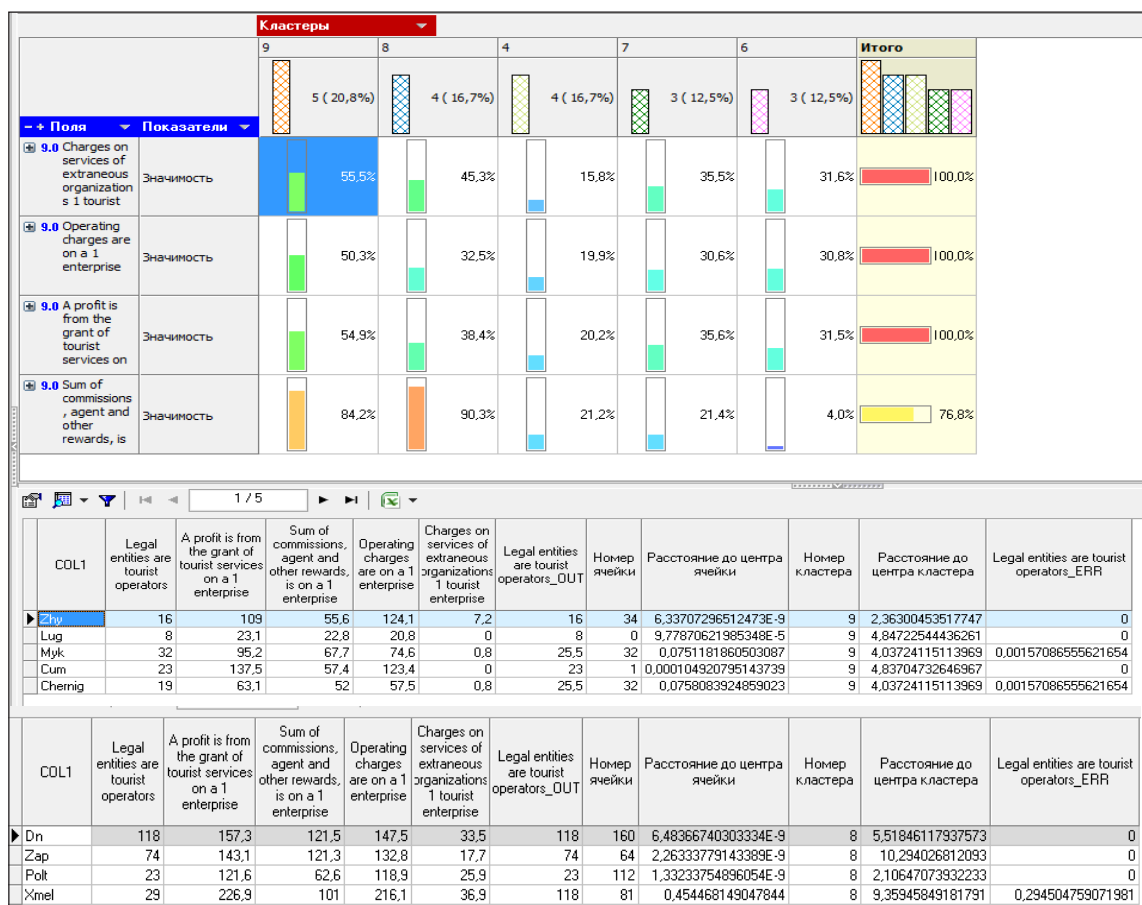 Кластеры
9 8 4 7 6 Итого
5 ( 20,8%) 4 ( 16,7%) 4 ( 16,7%) 3 ( 12,5%) 3 ( 12,5%)
− + Поля Показатели
9.0 Charges on
services of
extraneous
organization
s 1 tourist
Значимость 55,5% 45,3% 15,8% 35,5% 31,6% 100,0%
9.0 Operating
charges are
on a 1
enterprise
Значимость 50,3% 32,5% 19,9% 30,6% 30,8% 100,0%
9.0 A profit is
from the
grant of
tourist
services on
Значимость 54,9% 38,4% 20,2% 35,6% 31,5% 100,0%
9.0 Sum of
commissions
, agent and
other
rewards, is
Значимость 84,2% 90,3% 21,2% 21,4% 4,0% 76,8%
1 / 5
COL1
Legal
entities are
tourist
operators
A profit is from
the grant of
tourist services
on a 1
enterprise
Sum of
commissions,
agent and
other rewards,
is on a 1
enterprise
Operating
charges
are on a 1
enterprise
Charges on
services of
extraneous
organizations
1 tourist
enterprise
Legal entities
are tourist
operators_OUT
Номер
ячейки
Расстояние до центра
ячейки
Номер
кластера
Расстояние до
центра кластера
Legal entities are tourist
operators_ERR
Zhy 16 109 55,6 124,1 7,2 16 34 6,33707296512473E-9 9 2,36300453517747 0
Lug 8 23,1 22,8 20,8 0 8 0 9,77870621985348E-5 9 4,84722544436261 0
Myk 32 95,2 67,7 74,6 0,8 25,5 32 0,0751181860503087 9 4,03724115113969 0,00157086555621654
Cum 23 137,5 57,4 123,4 0 23 1 0,000104920795143739 9 4,83704732646967 0
Chernig 19 63,1 52 57,5 0,8 25,5 32 0,0758083924859023 9 4,03724115113969 0,00157086555621654
COL1
Legal
entities are
tourist
operators
A profit is from
the grant of
tourist services
on a 1
enterprise
Sum of
commissions,
agent and
other rewards,
is on a 1
enterprise
Operating
charges
are on a 1
enterprise
Charges on
services of
extraneous
organizations
1 tourist
enterprise
Legal entities
are tourist
operators_OUT
Номер
ячейки
Расстояние до центра
ячейки
Номер
кластера
Расстояние до
центра кластера
Legal entities are tourist
operators_ERR
Dn 118 157,3 121,5 147,5 33,5 118 160 6,48366740303334E-9 8 5,51846117937573 0
Zap 74 143,1 121,3 132,8 17,7 74 64 2,26333779143389E-9 8 10,294026812093 0
Polt 23 121,6 62,6 118,9 25,9 23 112 1,33233754896054E-9 8 2,10647073932233 0
Xmel 29 226,9 101 216,1 36,9 118 81 0,454468149047844 8 9,35945849181791 0,294504759071981